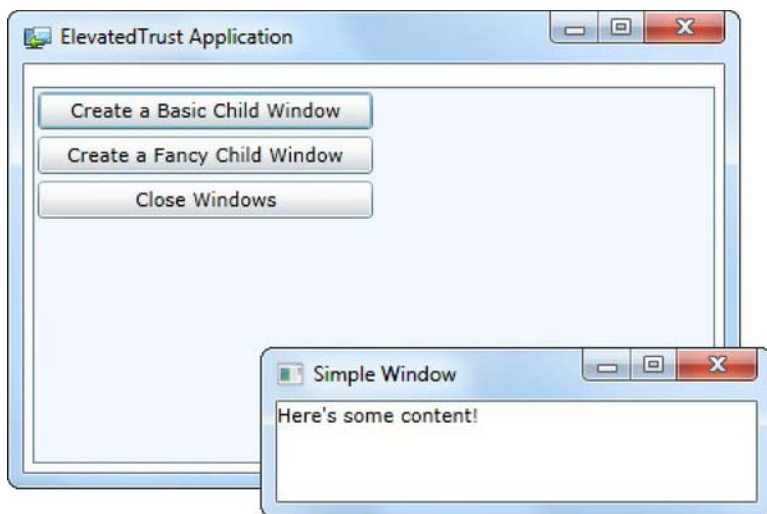 ElevatedTrust Application
Create a Basic Child Window
Create a Fancy Child Window
Close Windows
Simple Window
Here's some content!